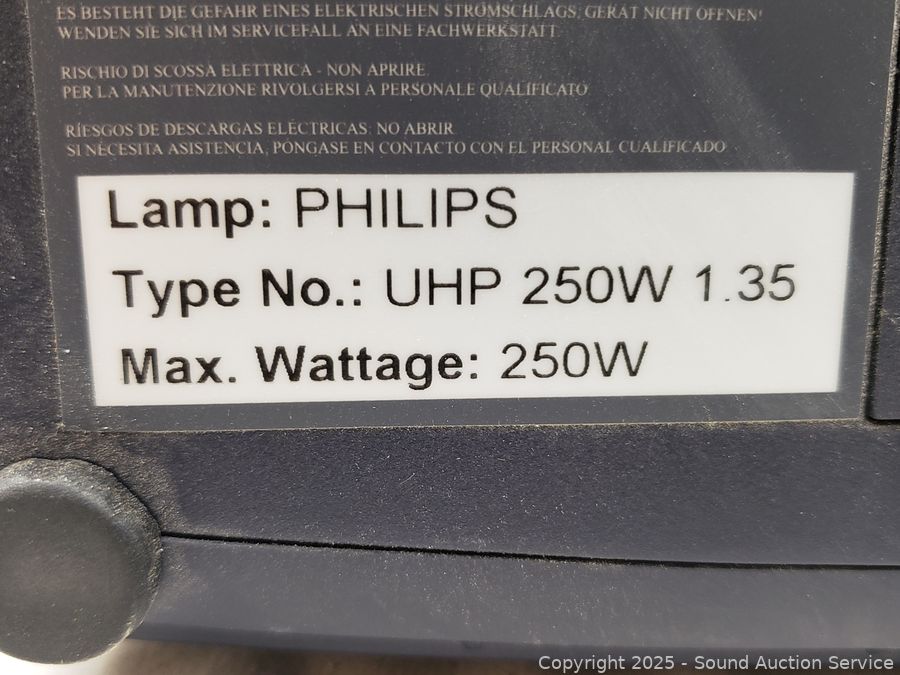 ES BESTEHT DIE GEFAHR EINES ELEKTRISCHEN STROMSCHLAGS, GERÄT NICHT ÖFFNEN!
WENDEN SIE SICH IM SERVICEFALL AN EINE FACHWERKSTATT.
RISCHIO DI SCOSSA ELETTRICA - NON APRIRE.
PER LA MANUTENZIONE RIVOLGERSI A PERSONALE QUALIFICATO.
RIESGOS DE DESCARGAS ELÉCTRICAS. NO ABRIR.
SI NECESITA ASISTENCIA, PÓNGASE EN CONTACTO CON EL PERSONAL CUALIFICADO.
Lamp: PHILIPS
Type No.: UHP 250W 1.35
Max. Wattage: 250W
Copyright 2025 - Sound Auction Service